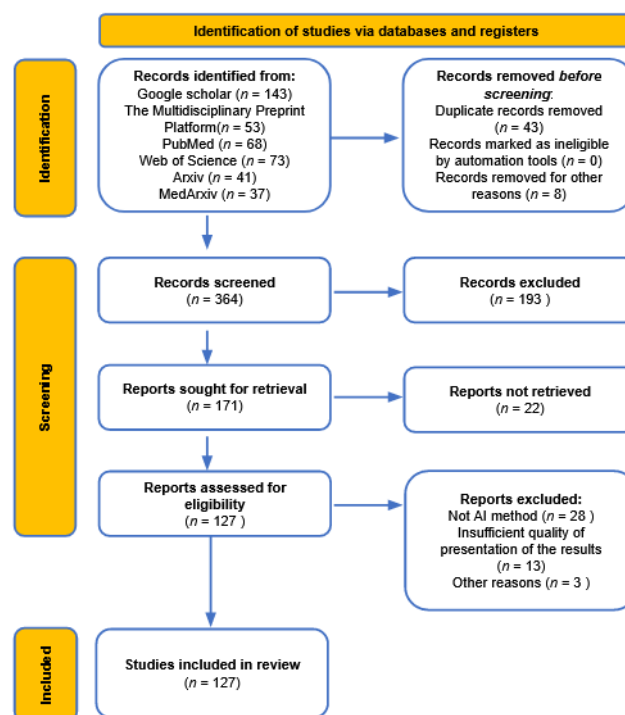 Identification of studies via databases and registers
Identification
Records identified from:
Google scholar (n = 143)
The Multidisciplinary Preprint
Platform(n = 53)
PubMed (n = 68)
Web of Science (n = 73)
Arxiv (n = 41)
MedArxiv (n = 37)
Records removed before
screening:
Duplicate records removed
(n = 43)
Records marked as ineligible
by automation tools (n = 0)
Records removed for other
reasons (n = 8)
Screening
Records screened
(n = 364)
Records excluded
(n = 193 )
Reports sought for retrieval
(n = 171)
Reports not retrieved
(n = 22)
Reports assessed for
eligibility
(n = 127 )
Reports excluded:
Not AI method (n = 28 )
Insufficient quality of
presentation of the results
(n = 13)
Other reasons (n = 3 )
Included
Studies included in review
(n = 127)